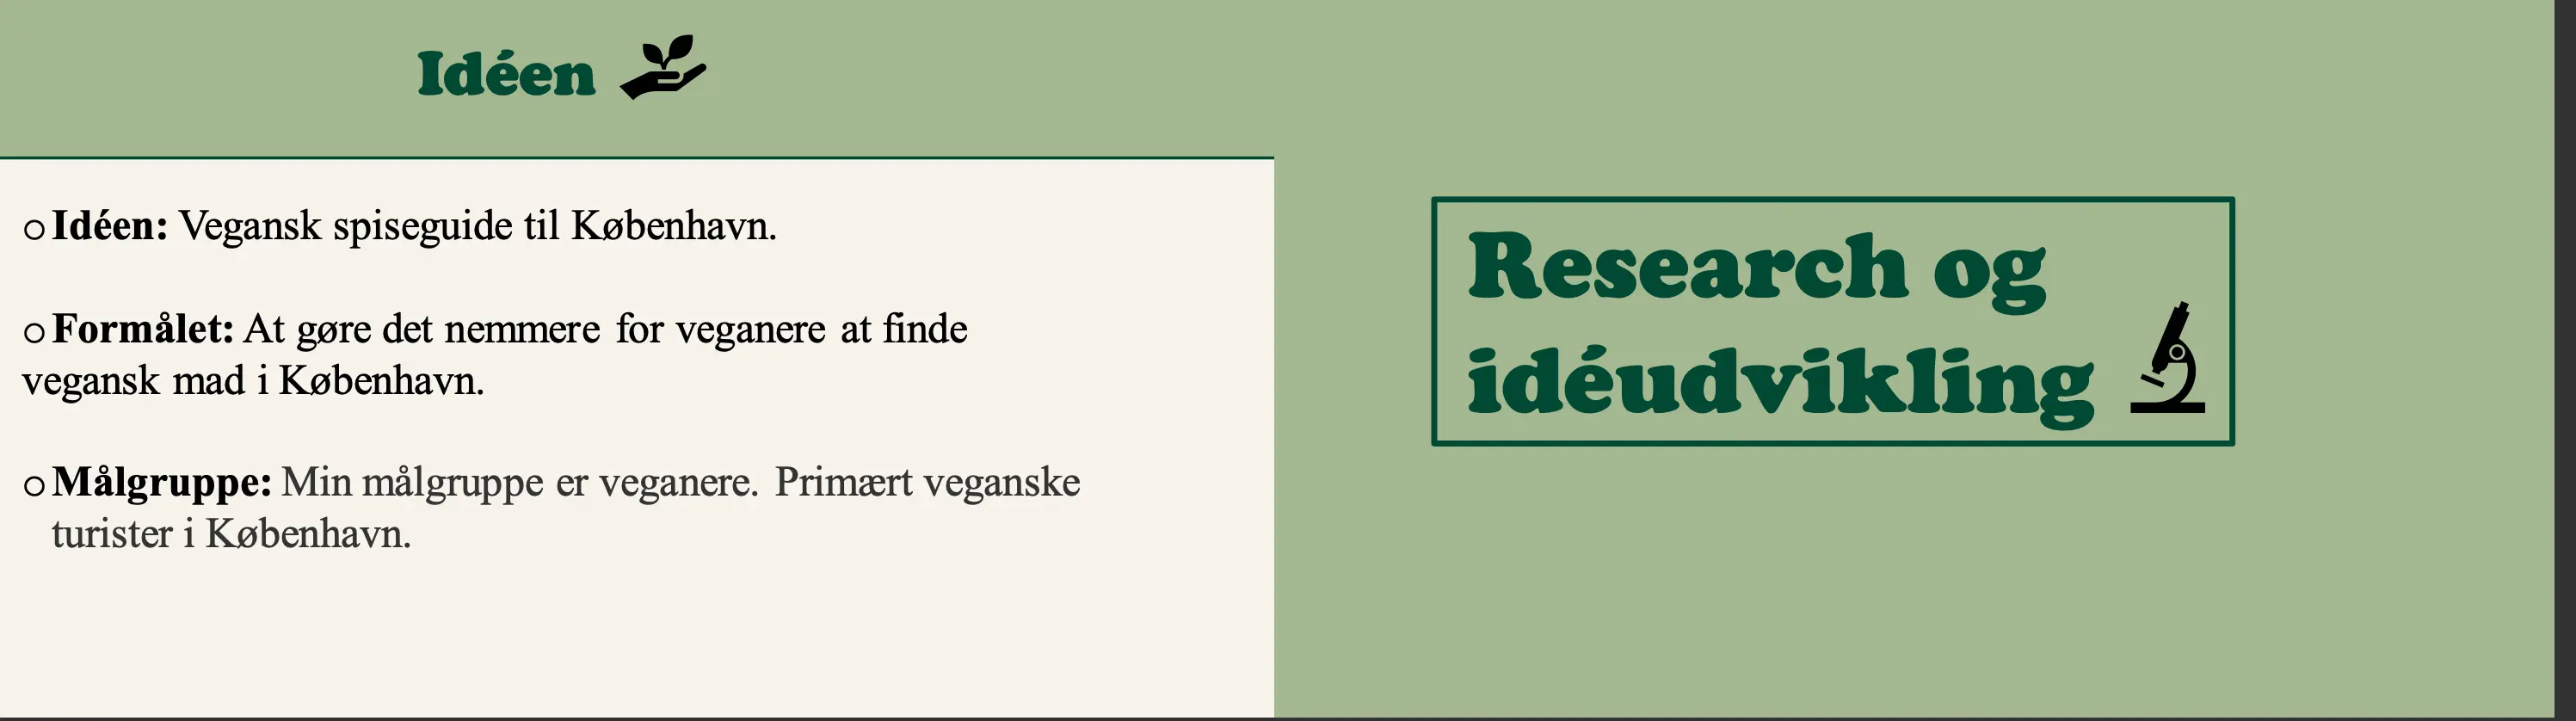 Idéen
Idéen: Vegansk spiseguide til København.
Formålet: At gøre det nemmere for veganere at finde
vegansk mad i København.
Målgruppe: Min målgruppe er veganere. Primært veganske
turister i København.
Research og
idéudvikling